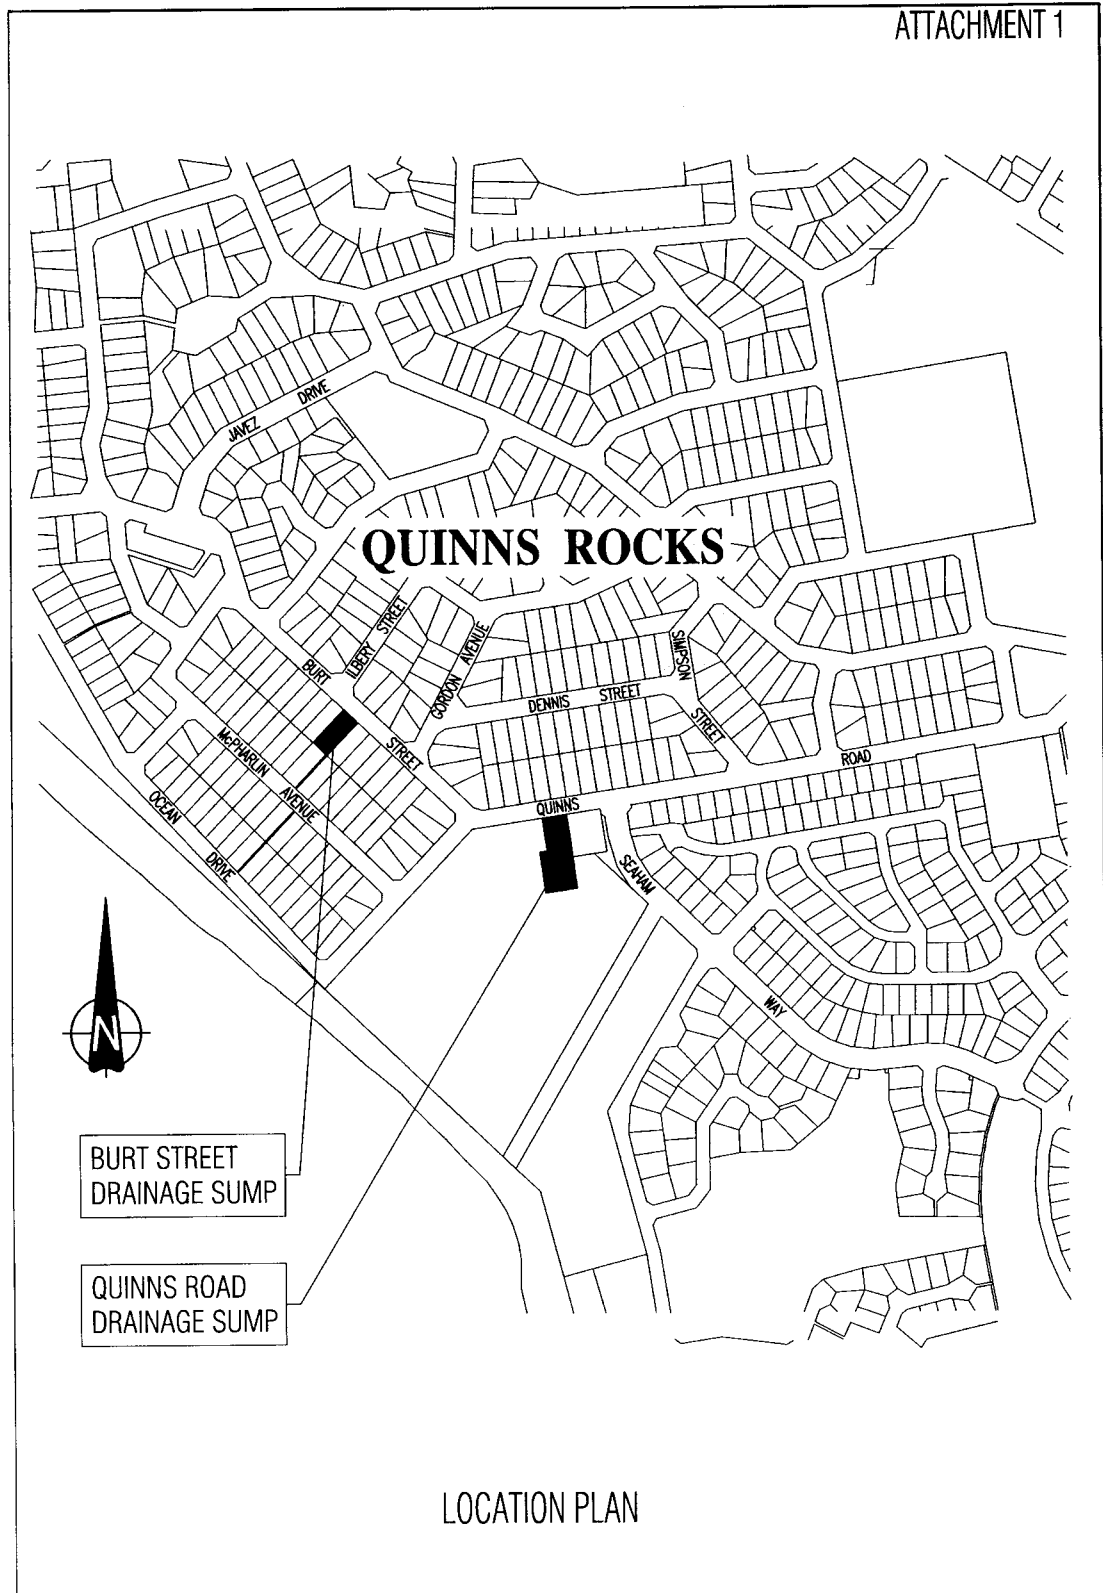 ATTACHMENT 1
JAVEZ DRIVE
QUINNS ROCKS
ILBERY STREET
GORDON AVENUE
BURT STREET
SIMPSON STREET
DENNIS STREET
McPHARLIN AVENUE
OCEAN DRIVE
QUINNS ROAD
SEAHAM WAY
N
BURT STREET
DRAINAGE SUMP
QUINNS ROAD
DRAINAGE SUMP
LOCATION PLAN